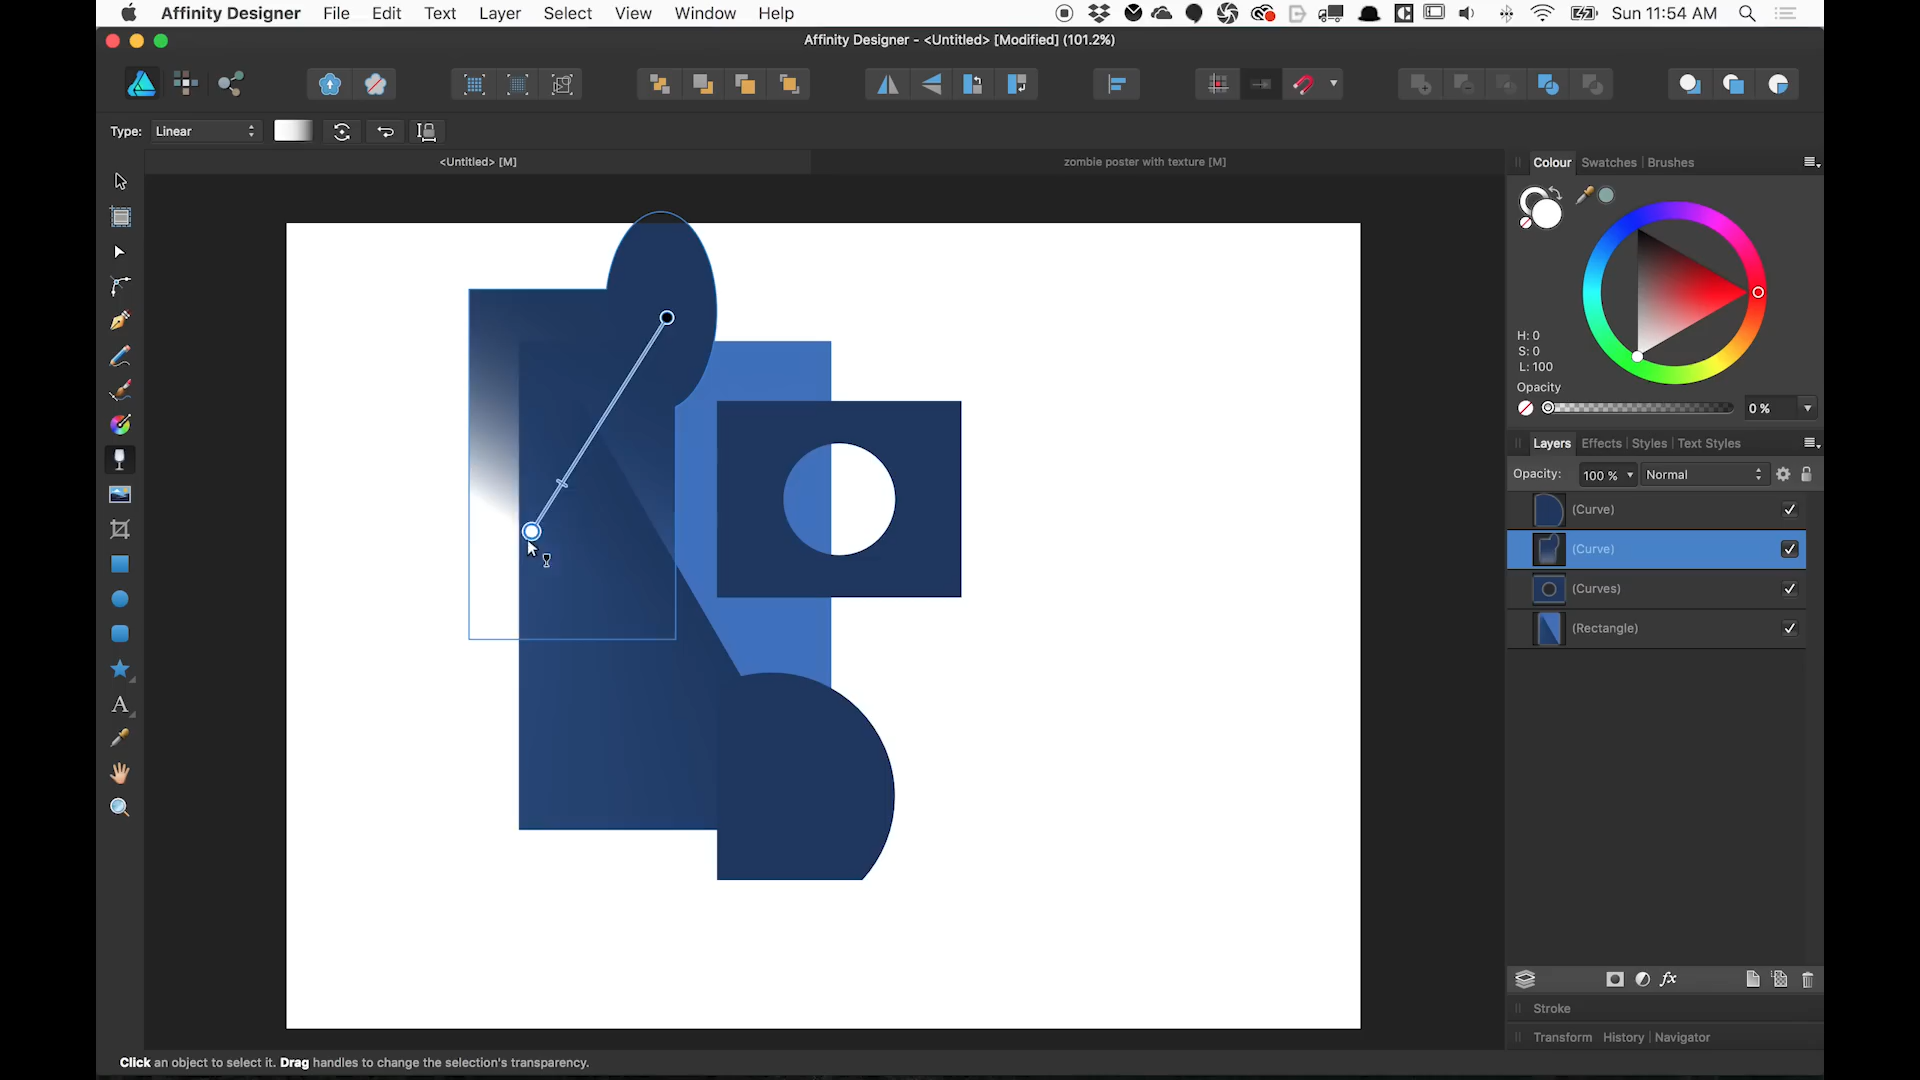 Affinity Designer File Edit Text Layer Select View Window Help Sun 11:54 AM
Affinity Designer - <Untitled> [Modified] (101.2%)
Type: Linear
<Untitled> [M] zombie poster with texture [M]
Colour Swatches Brushes
H: 0
S: 0
L: 100
Opacity
0 %
Layers Effects Styles Text Styles
Opacity: 100 % Normal
(Curve)
(Curve)
(Curves)
(Rectangle)
fx
Stroke
Transform History Navigator
A
Click an object to select it. Drag handles to change the selection's transparency.